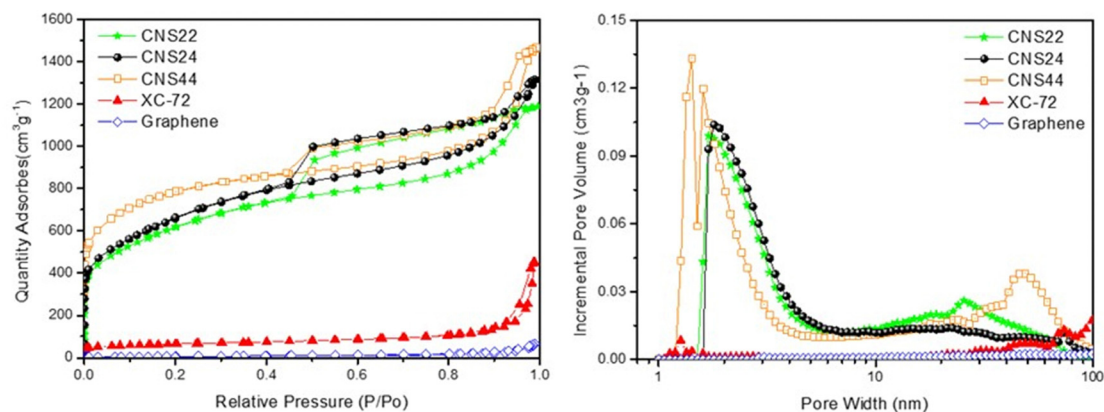 1600
1400
1200
1000
800
600
400
200
0
Quantity Adsorbes(cm³g⁻¹)
CNS22
CNS24
CNS44
XC-72
Graphene
0.0 0.2 0.4 0.6 0.8 1.0
Relative Pressure (P/Po)
0.15
0.12
0.09
0.06
0.03
0.00
Incremental Pore Volume (cm3g-1)
CNS22
CNS24
CNS44
XC-72
Graphene
1 10 100
Pore Width (nm)